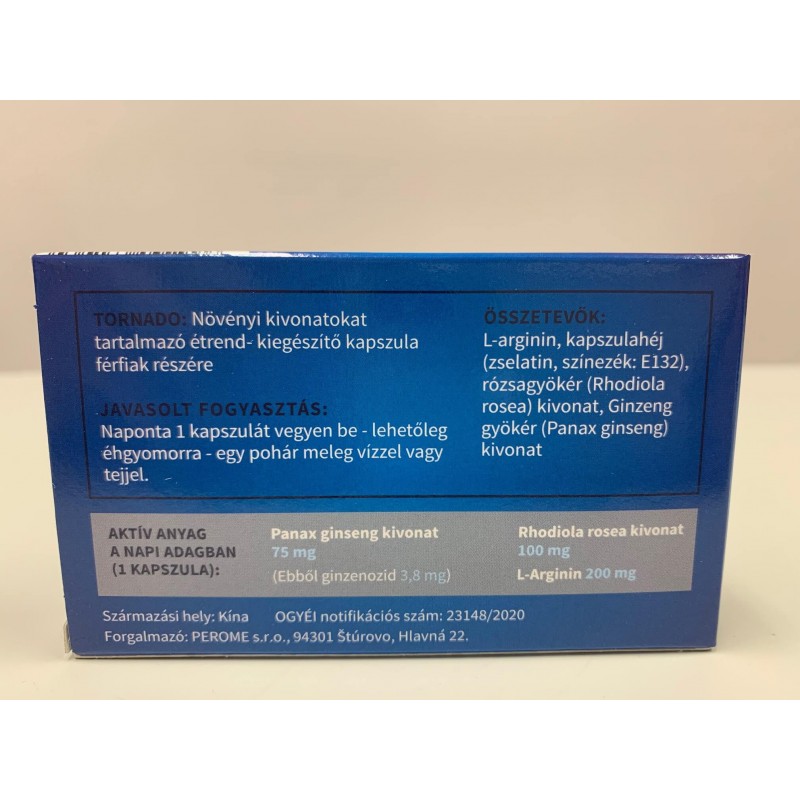 TORNADO: Növényi kivonatokat
tartalmazó étrend- kiegészítő kapszula
férfiak részére
JAVASOLT FOGYASZTÁS:
Naponta 1 kapszulát vegyen be - lehetőleg
éhgyomorra - egy pohár meleg vízzel vagy
tejjel.
ÖSSZETEVŐK:
L-arginin, kapszulahéj
(zselatin, színezék: E132),
rózsagyökér (Rhodiola
rosea) kivonat, Ginzeng
gyökér (Panax ginseng)
kivonat
AKTÍV ANYAG
A NAPI ADAGBAN
(1 KAPSZULA):
Panax ginseng kivonat
75 mg
(Ebből ginzenozid 3,8 mg)
Rhodiola rosea kivonat
100 mg
L-Arginin 200 mg
Származási hely: Kína OGYÉI notifikációs szám: 23148/2020
Forgalmazó: PEROME s.r.o., 94301 Štúrovo, Hlavná 22.